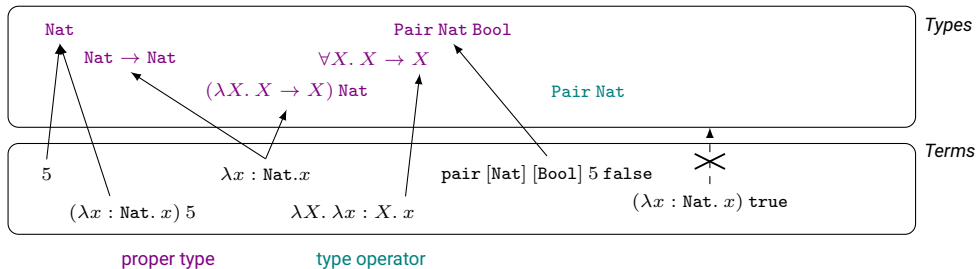 Types
Nat Pair Nat Bool
Nat → Nat ∀X. X → X
(λX. X → X) Nat Pair Nat
Terms
5 λx : Nat.x pair [Nat] [Bool] 5 false
(λx : Nat. x) 5 λX. λx : X. x (λx : Nat. x) true
proper type type operator